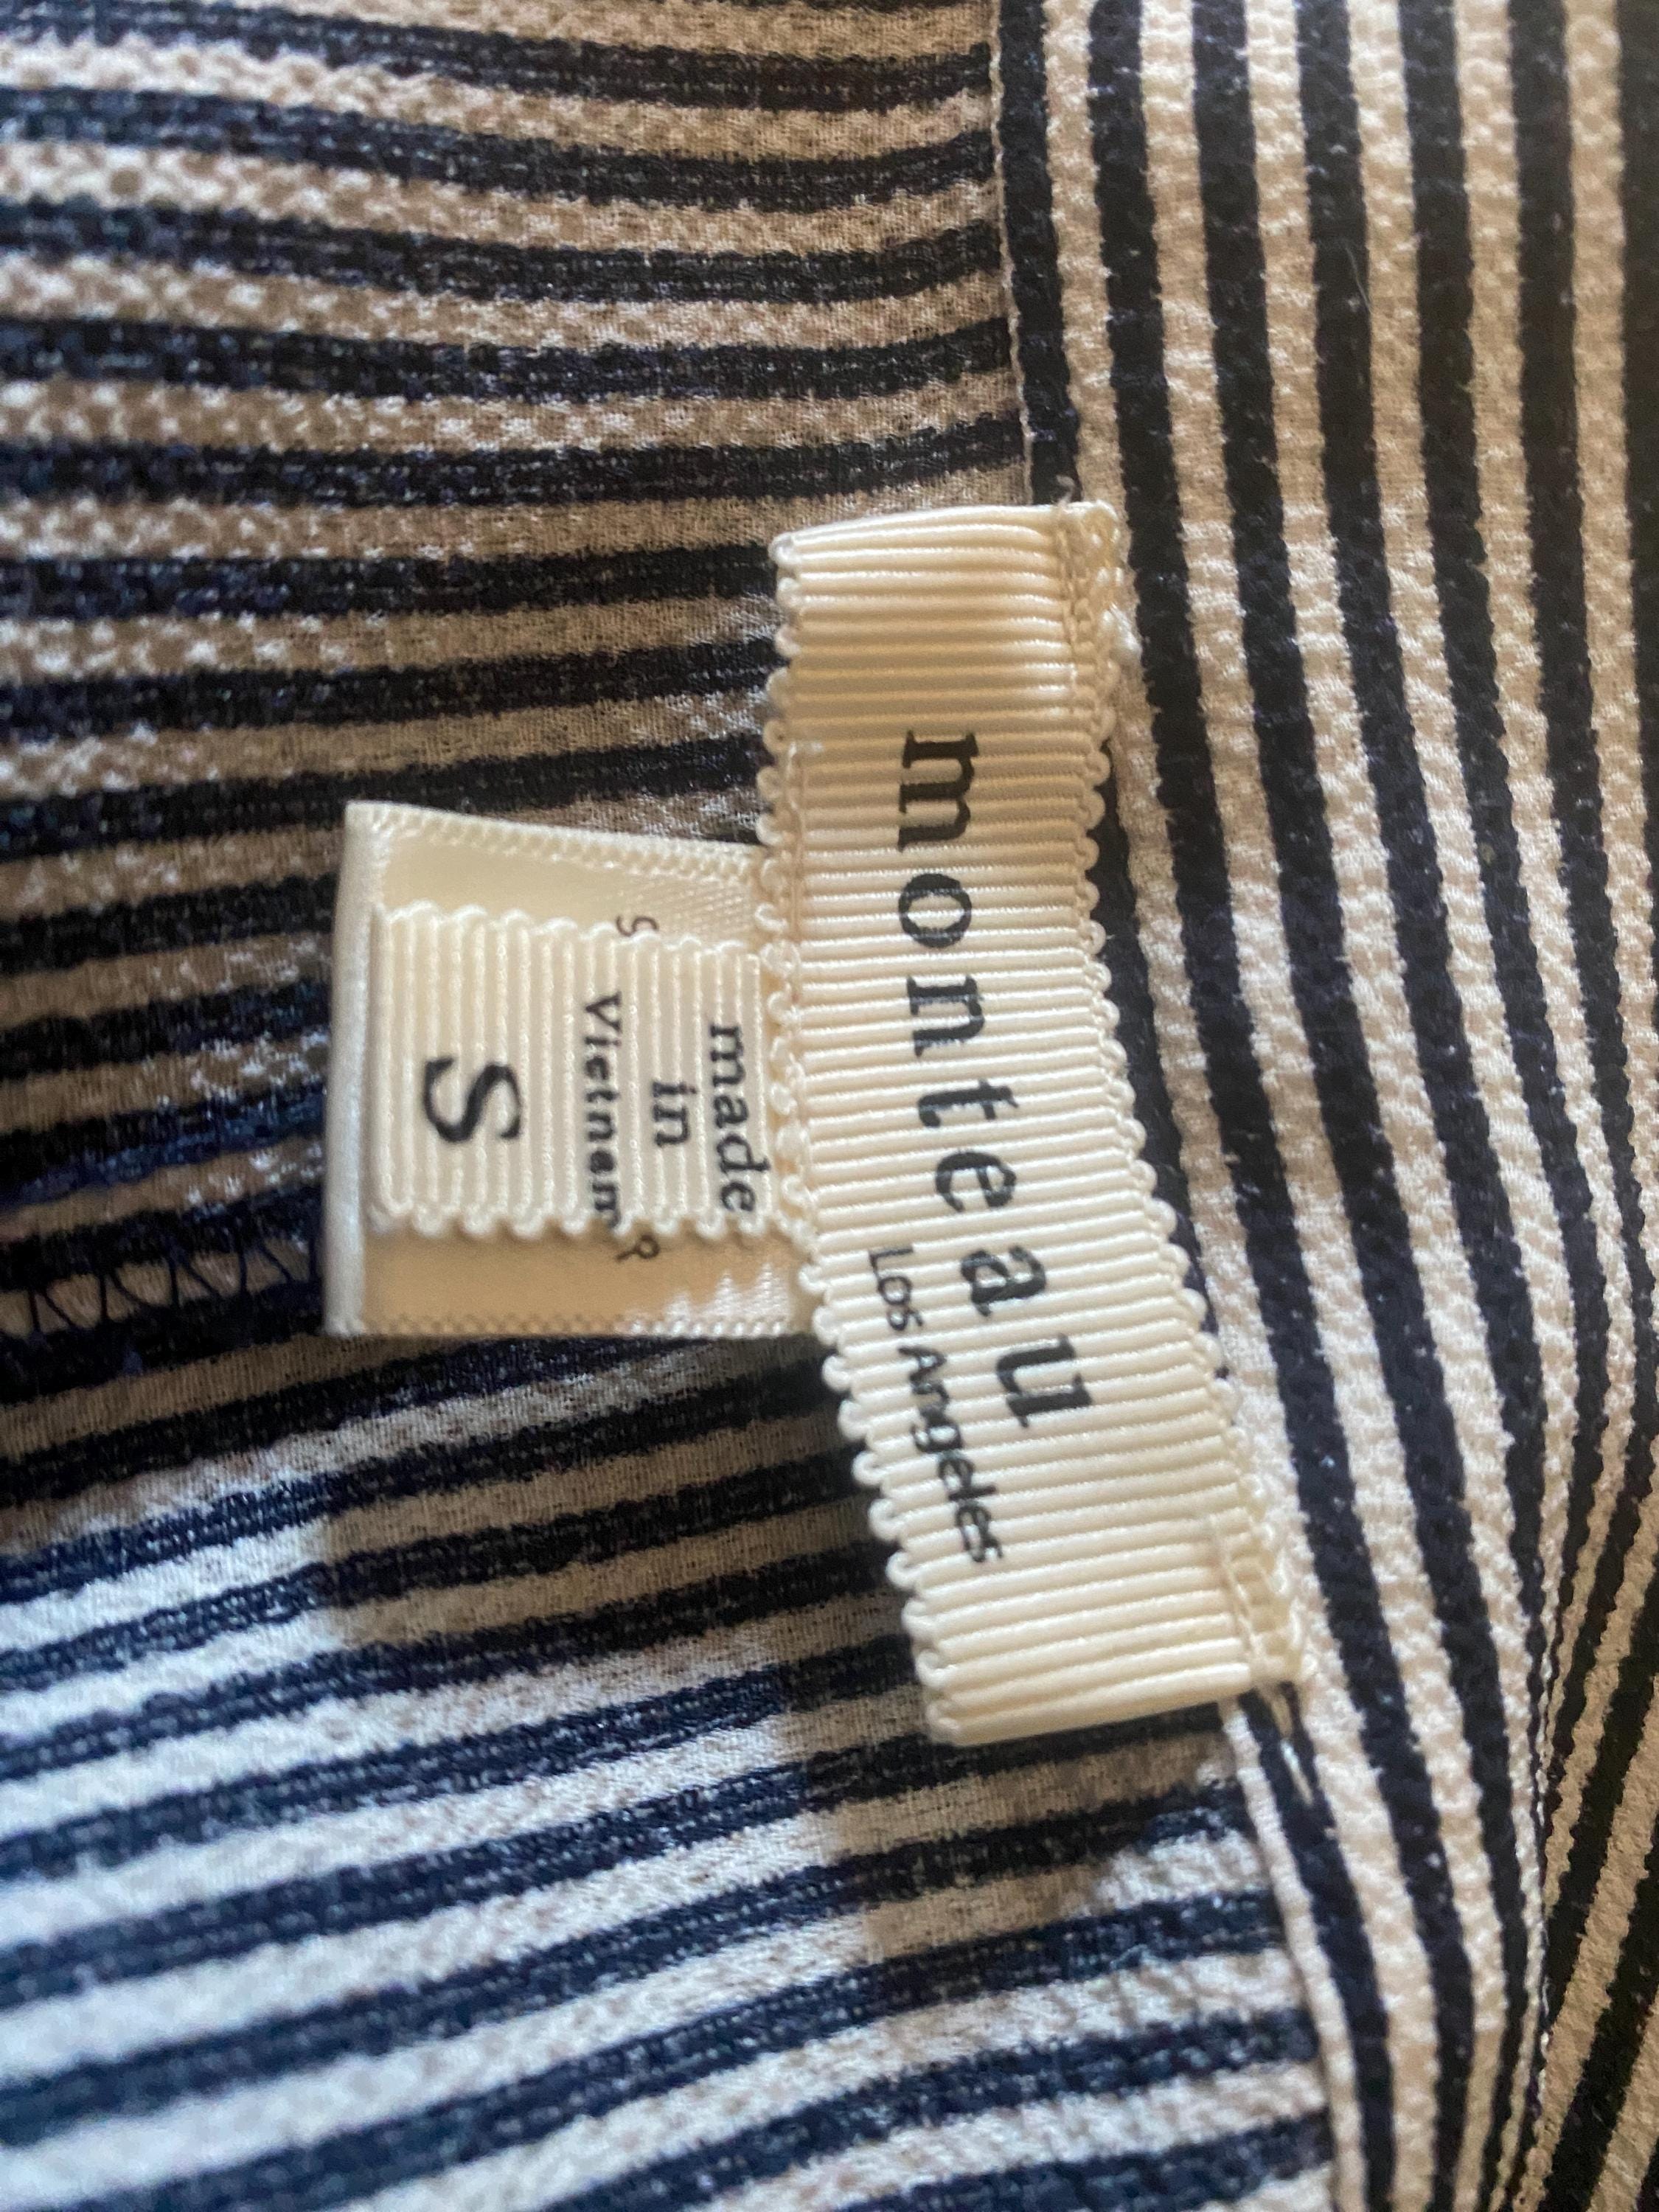 monteau
Los Angeles
made
in
Vietnam
S